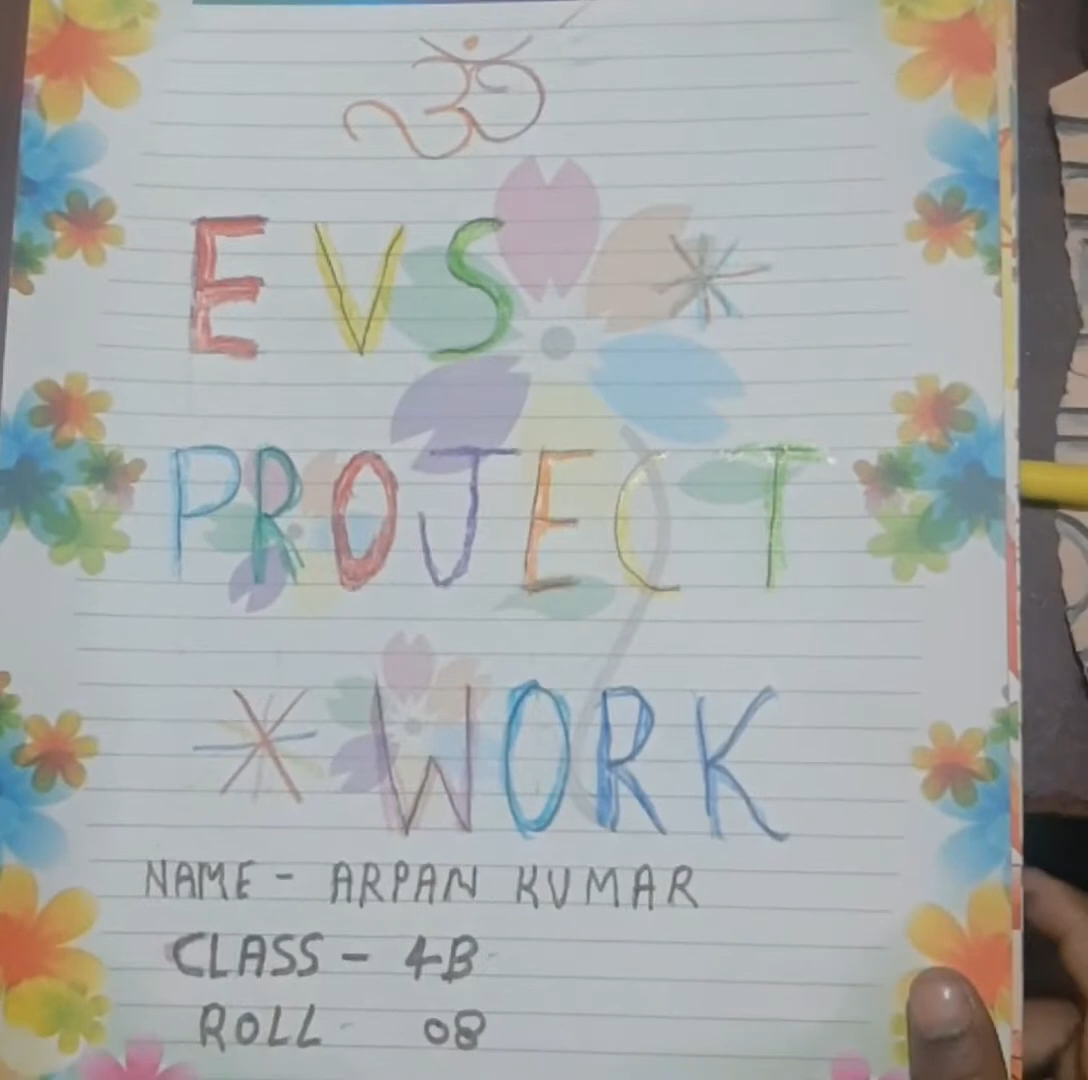 ॐ
EVS
PROJECT
WORK
NAME - ARPAN KUMAR
CLASS - 4B
ROLL - 08